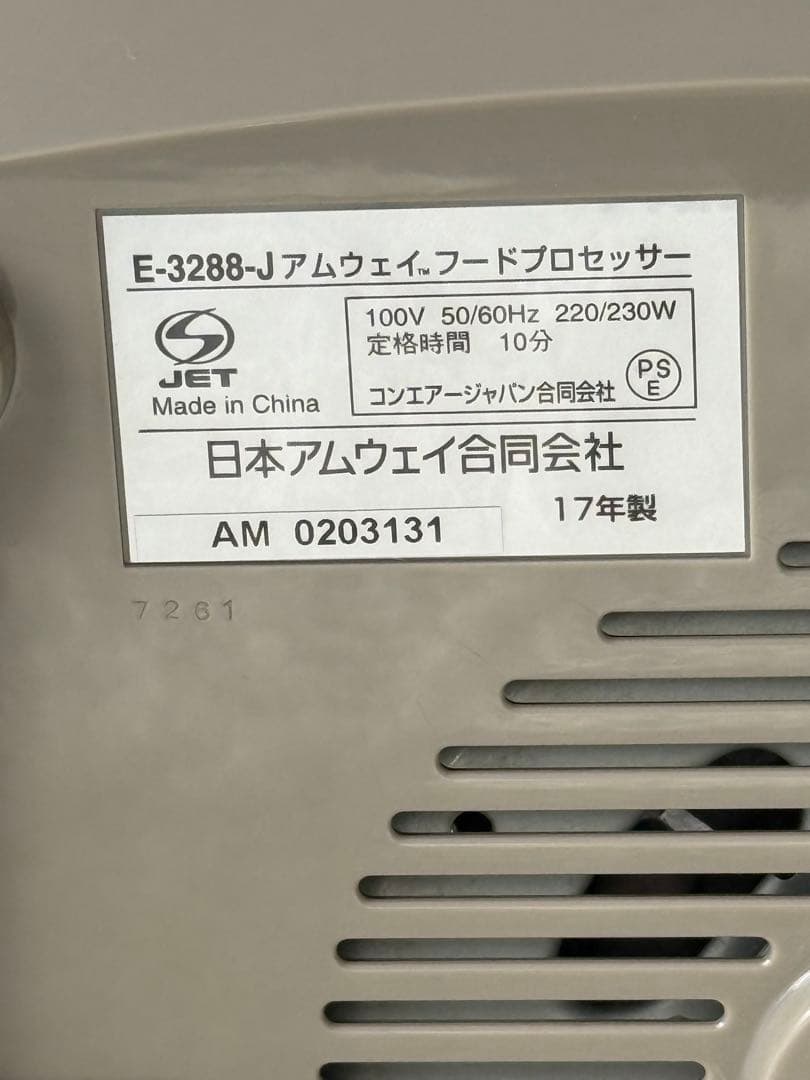 E-3288-J アムウェイ™ フードプロセッサー
JET
Made in China
100V 50/60Hz 220/230W
定格時間 10分
コンエアージャパン合同会社
PS
E
日本アムウェイ合同会社
17年製
AM 0203131
7261